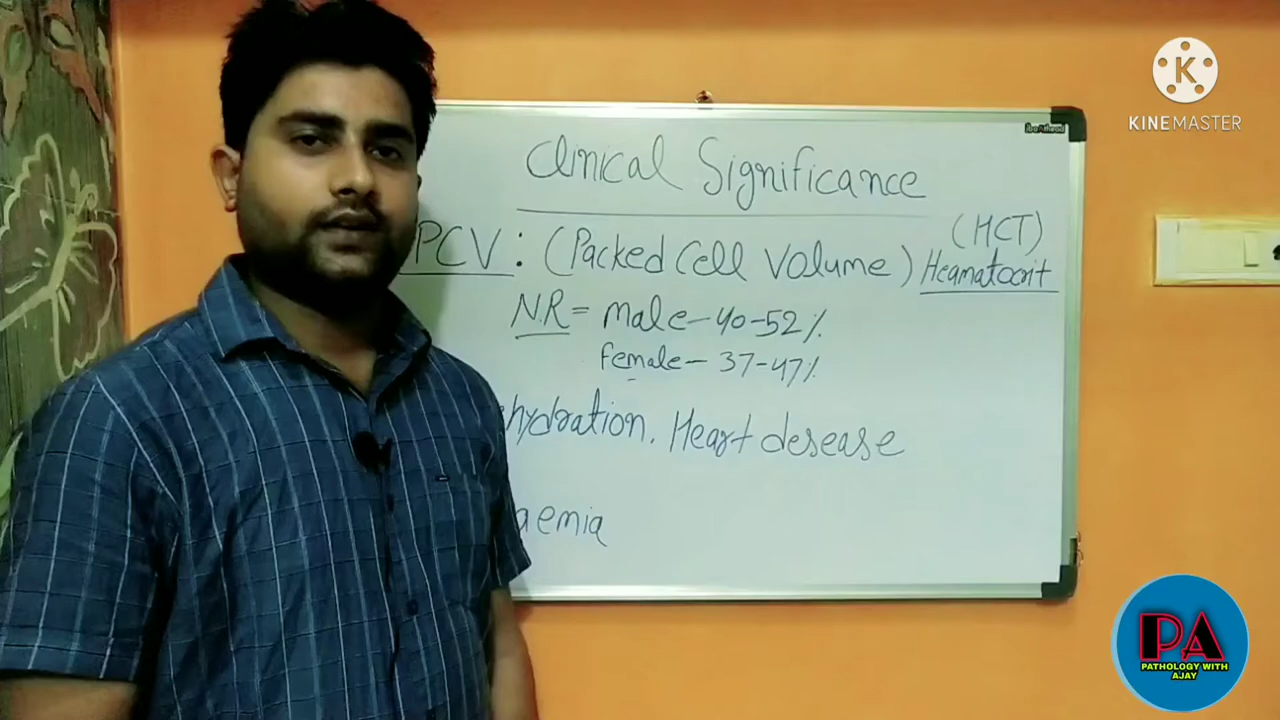 KINEMASTER
Clinical Significance
(HCT)
PCV : (Packed Cell Volume) Heamatocrit
NR = male - 40-52%
Female - 37-47%
hydration. Heart desease
aemia
PA
PATHOLOGY WITH
AJAY